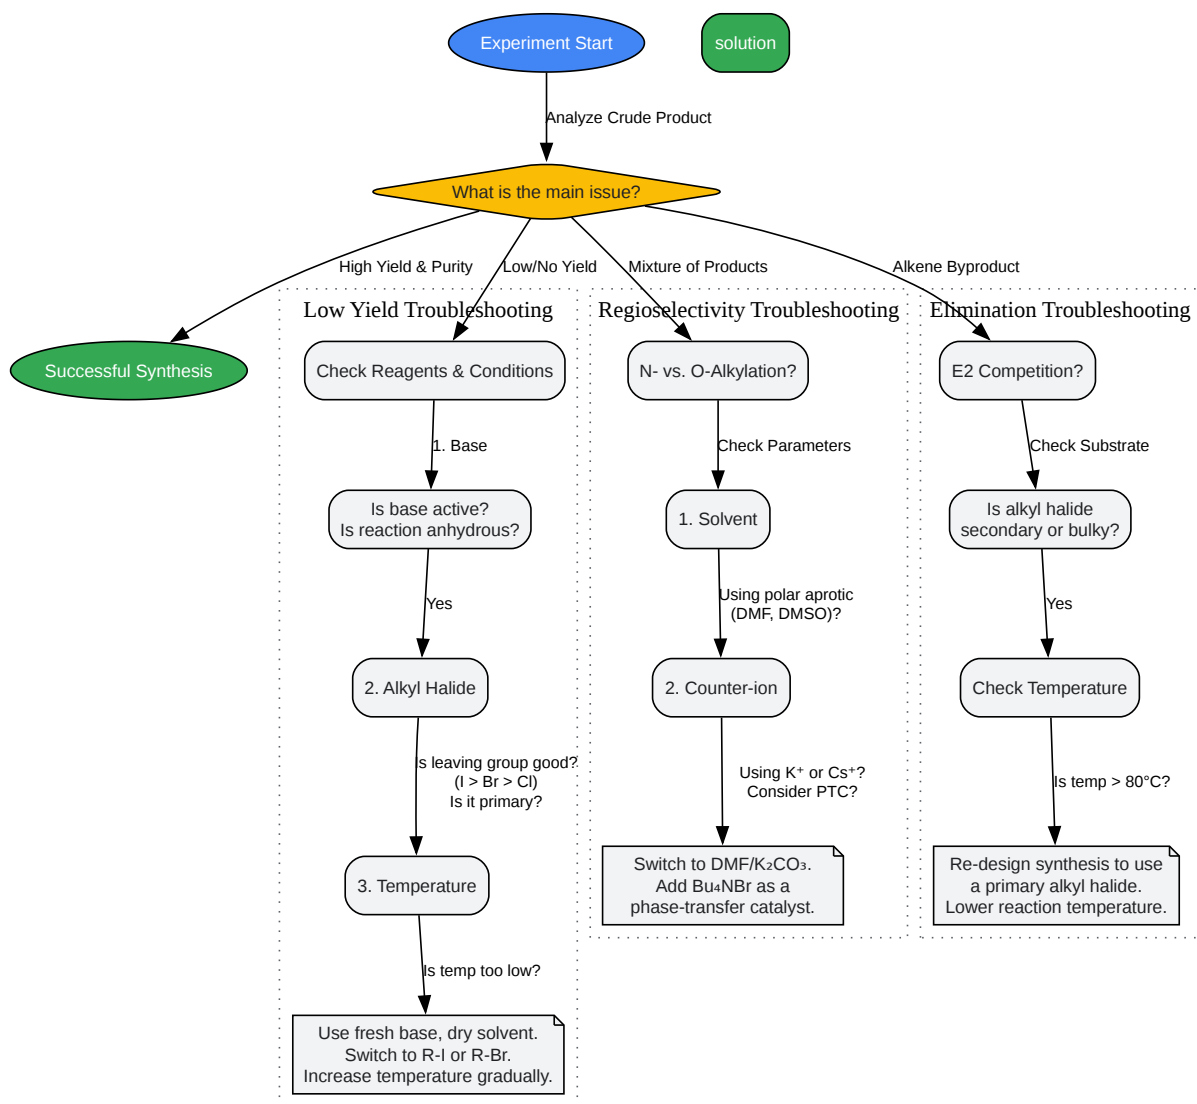 Experiment Start
solution
Analyze Crude Product
What is the main issue?
High Yield & Purity
Low/No Yield
Mixture of Products
Alkene Byproduct
Successful Synthesis
Low Yield Troubleshooting
Check Reagents & Conditions
1. Base
Is base active?
Is reaction anhydrous?
Yes
2. Alkyl Halide
Is leaving group good?
(I > Br > Cl)
Is it primary?
3. Temperature
Is temp too low?
Use fresh base, dry solvent.
Switch to R-I or R-Br.
Increase temperature gradually.
Regioselectivity Troubleshooting
N- vs. O-Alkylation?
Check Parameters
1. Solvent
Using polar aprotic
(DMF, DMSO)?
2. Counter-ion
Using K⁺ or Cs⁺?
Consider PTC?
Switch to DMF/K₂CO₃.
Add Bu₄NBr as a
phase-transfer catalyst.
Elimination Troubleshooting
E2 Competition?
Check Substrate
Is alkyl halide
secondary or bulky?
Yes
Check Temperature
Is temp > 80°C?
Re-design synthesis to use
a primary alkyl halide.
Lower reaction temperature.